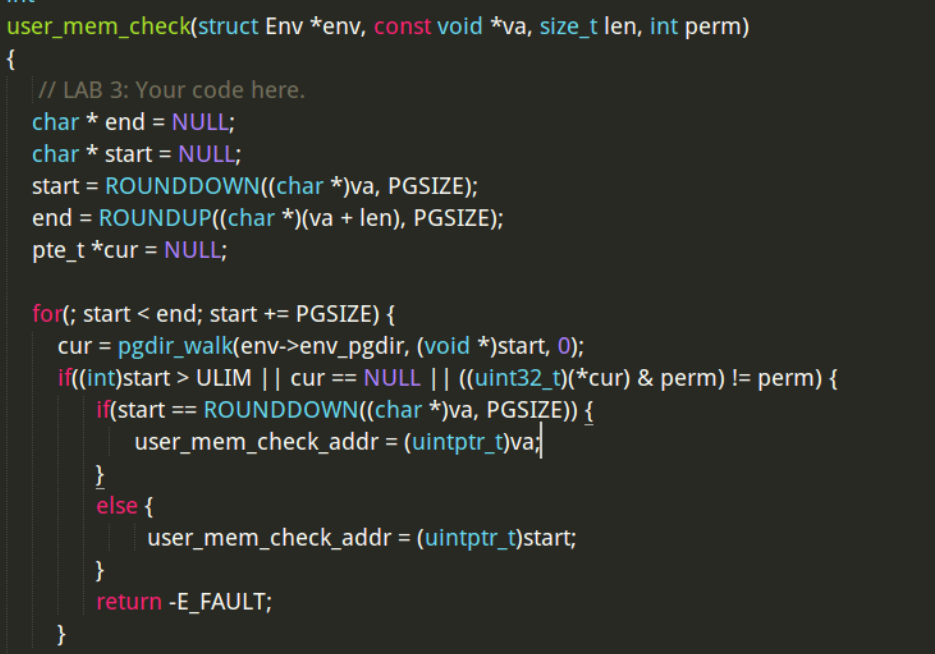 user_mem_check(struct Env *env, const void *va, size_t len, int perm)
{
// LAB 3: Your code here.
char * end = NULL;
char * start = NULL;
start = ROUNDDOWN((char *)va, PGSIZE);
end = ROUNDUP((char *)(va + len), PGSIZE);
pte_t *cur = NULL;
for(; start < end; start += PGSIZE) {
cur = pgdir_walk(env->env_pgdir, (void *)start, 0);
if((int)start > ULIM || cur == NULL || ((uint32_t)(*cur) & perm) != perm) {
if(start == ROUNDDOWN((char *)va, PGSIZE)) {
user_mem_check_addr = (uintptr_t)va;
}
else {
user_mem_check_addr = (uintptr_t)start;
}
return -E_FAULT;
}